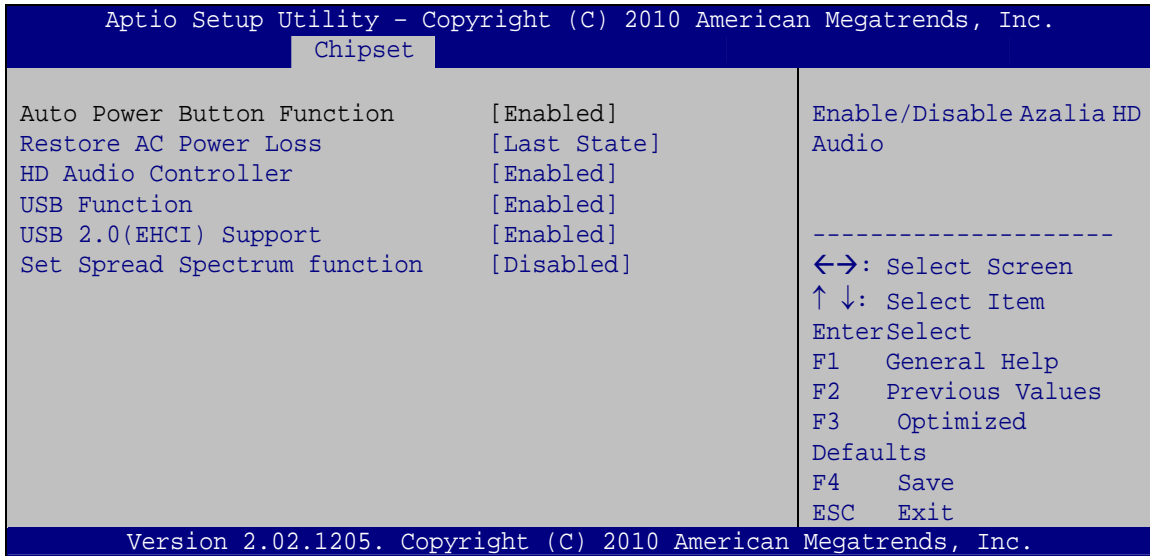 Aptio Setup Utility – Copyright (C) 2010 American Megatrends, Inc.
Chipset
Auto Power Button Function [Enabled]
Restore AC Power Loss [Last State]
HD Audio Controller [Enabled]
USB Function [Enabled]
USB 2.0(EHCI) Support [Enabled]
Set Spread Spectrum function [Disabled]
Enable/Disable Azalia HD
Audio
---------------------
←→: Select Screen
↑ ↓: Select Item
EnterSelect
F1 General Help
F2 Previous Values
F3 Optimized
Defaults
F4 Save
ESC Exit
Version 2.02.1205. Copyright (C) 2010 American Megatrends, Inc.